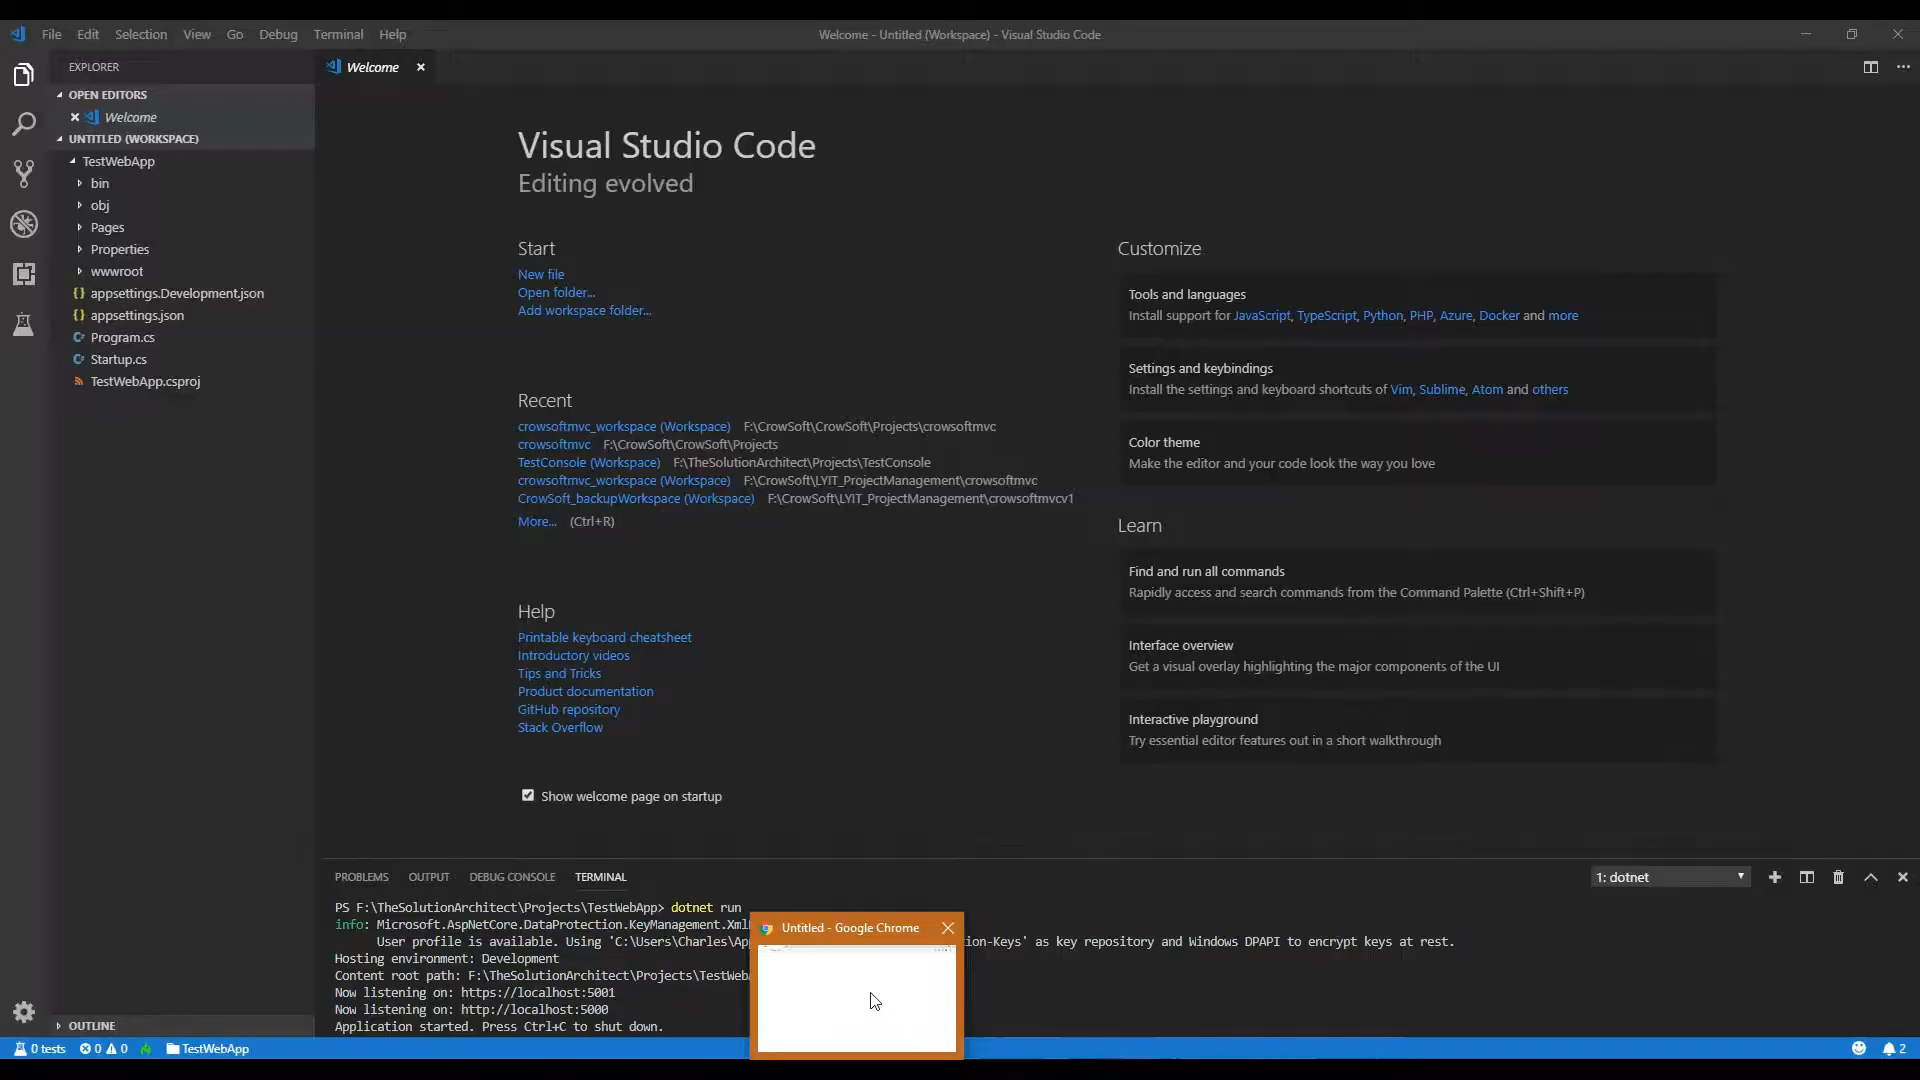 File Edit Selection View Go Debug Terminal Help
Welcome - Untitled (Workspace) - Visual Studio Code
EXPLORER
OPEN EDITORS
Welcome
UNTITLED (WORKSPACE)
TestWebApp
bin
obj
Pages
Properties
wwwroot
appsettings.Development.json
appsettings.json
Program.cs
Startup.cs
TestWebApp.csproj
OUTLINE
Welcome
Visual Studio Code
Editing evolved
Start
New file
Open folder...
Add workspace folder...
Recent
crowsoftmvc_workspace (Workspace) F:\CrowSoft\CrowSoft\Projects\crowsoftmvc
crowsoftmvc F:\CrowSoft\CrowSoft\Projects
TestConsole (Workspace) F:\TheSolutionArchitect\Projects\TestConsole
crowsoftmvc_workspace (Workspace) F:\CrowSoft\LYIT_ProjectManagement\crowsoftmvc
CrowSoft_backupWorkspace (Workspace) F:\CrowSoft\LYIT_ProjectManagement\crowsoftmvcv1
More... (Ctrl+R)
Help
Printable keyboard cheatsheet
Introductory videos
Tips and Tricks
Product documentation
GitHub repository
Stack Overflow
Show welcome page on startup
Customize
Tools and languages
Install support for JavaScript, TypeScript, Python, PHP, Azure, Docker and more
Settings and keybindings
Install the settings and keyboard shortcuts of Vim, Sublime, Atom and others
Color theme
Make the editor and your code look the way you love
Learn
Find and run all commands
Rapidly access and search commands from the Command Palette (Ctrl+Shift+P)
Interface overview
Get a visual overlay highlighting the major components of the UI
Interactive playground
Try essential editor features out in a short walkthrough
PROBLEMS OUTPUT DEBUG CONSOLE TERMINAL
1: dotnet
PS F:\TheSolutionArchitect\Projects\TestWebApp> dotnet run
info: Microsoft.AspNetCore.DataProtection.KeyManagement.Xml
User profile is available. Using 'C:\Users\Charles\Ap ion-Keys' as key repository and Windows DPAPI to encrypt keys at rest.
Hosting environment: Development
Content root path: F:\TheSolutionArchitect\Projects\TestWeb
Now listening on: https://localhost:5001
Now listening on: http://localhost:5000
Application started. Press Ctrl+C to shut down.
Untitled - Google Chrome
0 tests 0 0 TestWebApp
2